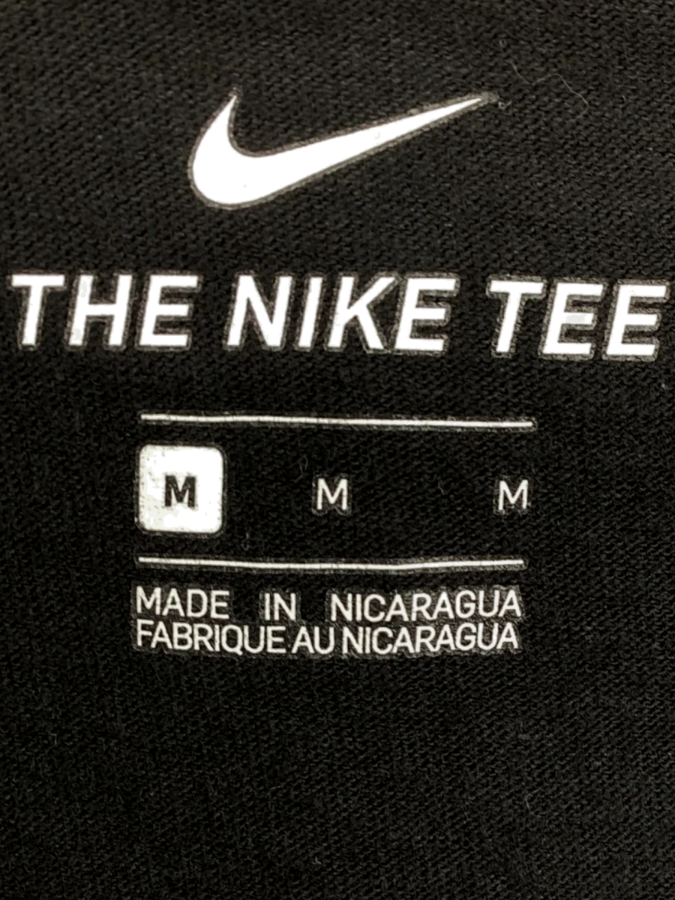 THE NIKE TEE
M M M
MADE IN NICARAGUA
FABRIQUE AU NICARAGUA